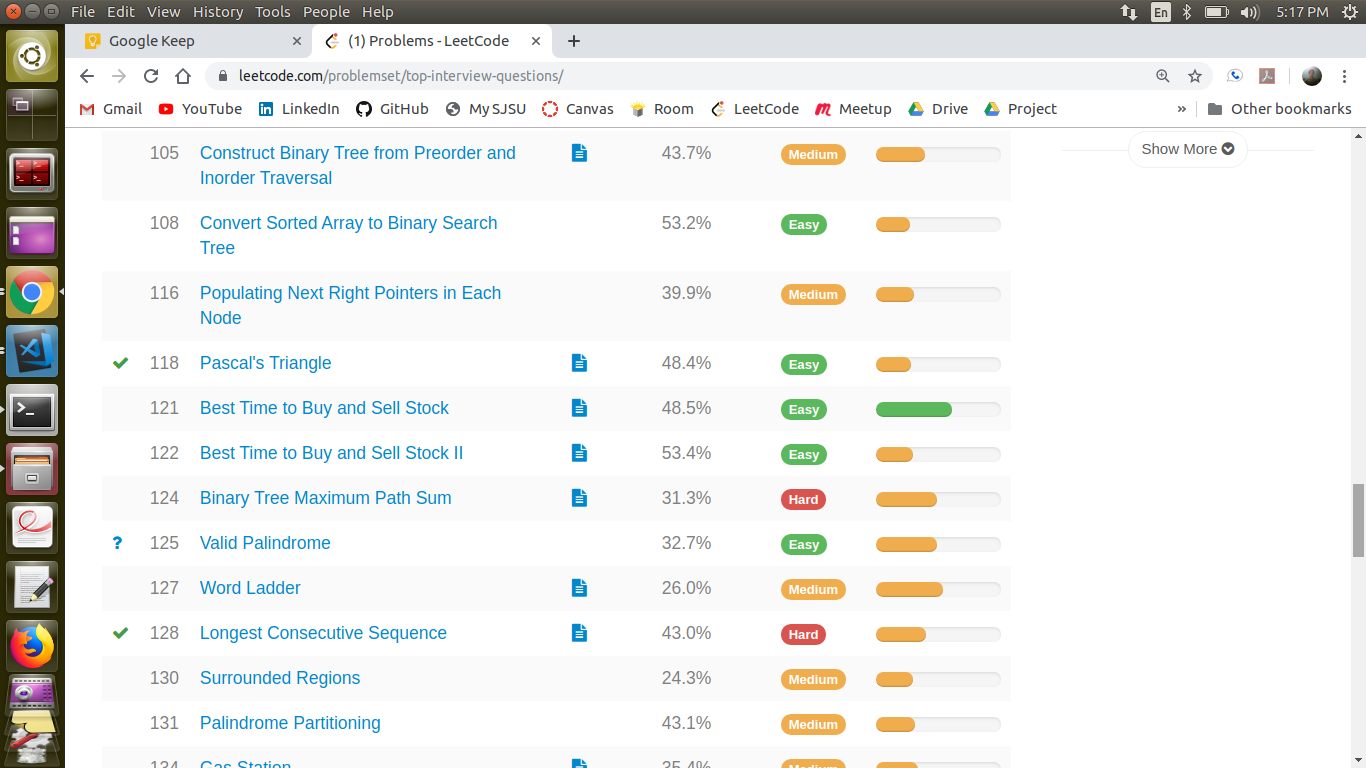 File Edit View History Tools People Help
En
5:17 PM
Google Keep
(1) Problems - LeetCode
leetcode.com/problemset/top-interview-questions/
Gmail YouTube LinkedIn GitHub My SJSU Canvas Room LeetCode Meetup Drive Project » Other bookmarks
105 Construct Binary Tree from Preorder and 43.7% Medium
Inorder Traversal
Show More
108 Convert Sorted Array to Binary Search 53.2% Easy
Tree
116 Populating Next Right Pointers in Each 39.9% Medium
Node
118 Pascal's Triangle 48.4% Easy
121 Best Time to Buy and Sell Stock 48.5% Easy
122 Best Time to Buy and Sell Stock II 53.4% Easy
124 Binary Tree Maximum Path Sum 31.3% Hard
? 125 Valid Palindrome 32.7% Easy
127 Word Ladder 26.0% Medium
128 Longest Consecutive Sequence 43.0% Hard
130 Surrounded Regions 24.3% Medium
131 Palindrome Partitioning 43.1% Medium
134 Gas Station 35.4% Medium